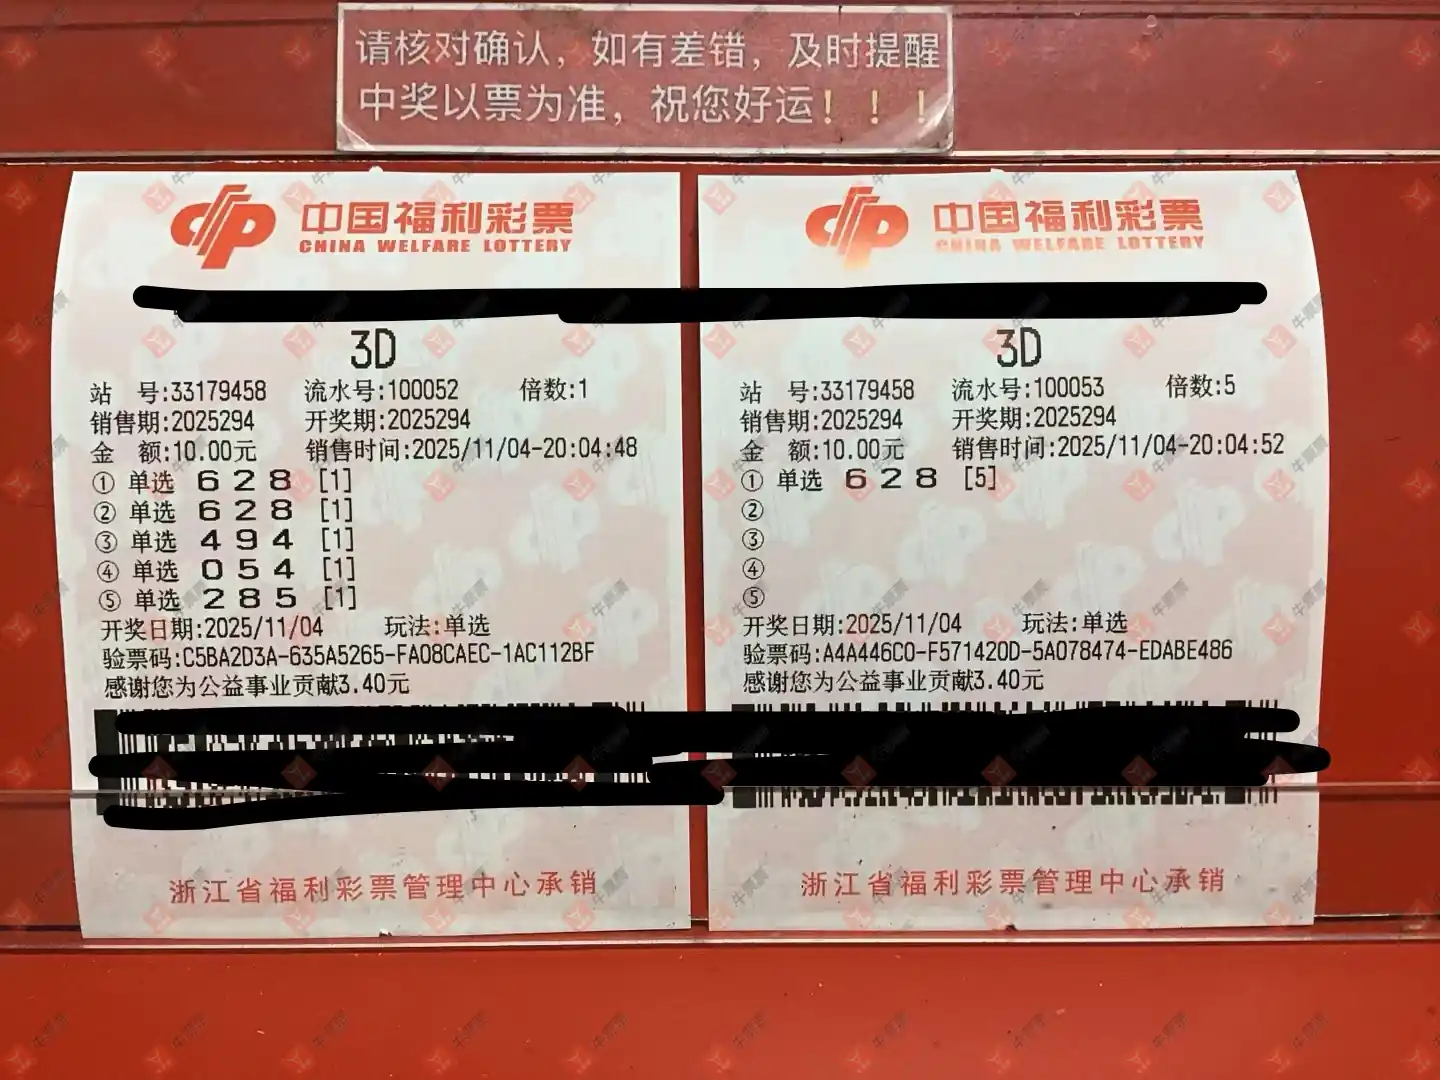 请核对确认，如有差错，及时提醒
中奖以票为准，祝您好运！！！
中国福利彩票
CHINA WELFARE LOTTERY
3D
站 号:33179458 流水号:100052 倍数:1
销售期:2025294 开奖期:2025294
金 额:10.00元 销售时间:2025/11/04-20:04:48
① 单选 6 2 8 [1]
② 单选 6 2 8 [1]
③ 单选 4 9 4 [1]
④ 单选 0 5 4 [1]
⑤ 单选 2 8 5 [1]
开奖日期:2025/11/04 玩法:单选
验票码:C5BA2D3A-635A5265-FA08CAEC-1AC112BF
感谢您为公益事业贡献3.40元
浙江省福利彩票管理中心承销
中国福利彩票
CHINA WELFARE LOTTERY
3D
站 号:33179458 流水号:100053 倍数:5
销售期:2025294 开奖期:2025294
金 额:10.00元 销售时间:2025/11/04-20:04:52
① 单选 6 2 8 [5]
②
③
④
⑤
开奖日期:2025/11/04 玩法:单选
验票码:A4A446C0-F571420D-5A078474-EDABE486
感谢您为公益事业贡献3.40元
浙江省福利彩票管理中心承销